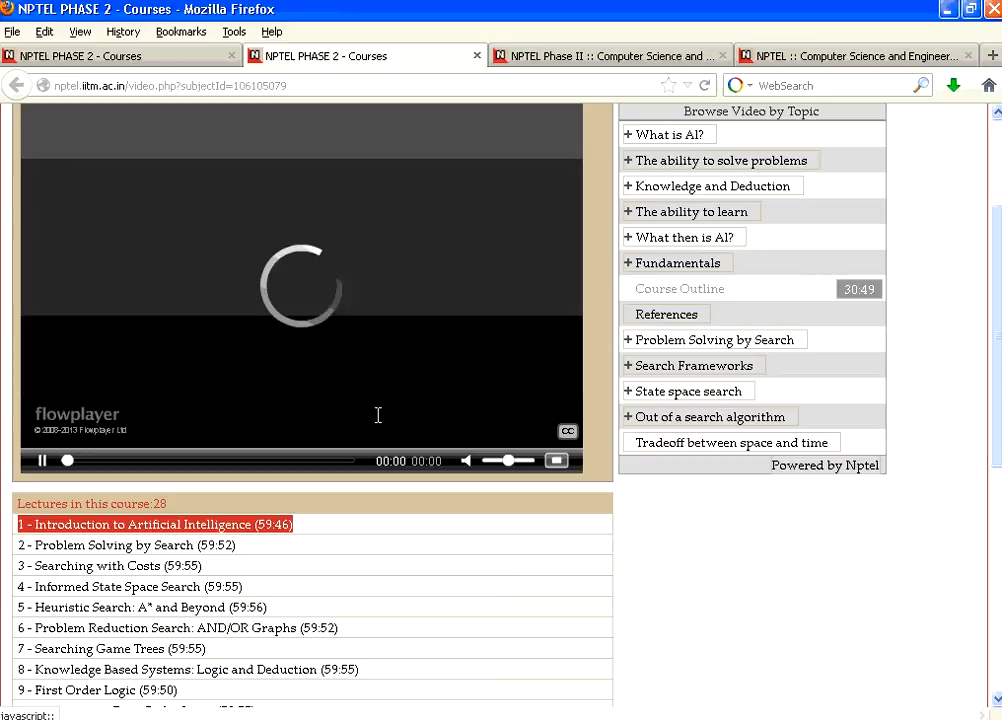 NPTEL PHASE 2 - Courses - Mozilla Firefox
File Edit View History Bookmarks Tools Help
NPTEL PHASE 2 - Courses
NPTEL PHASE 2 - Courses
NPTEL Phase II :: Computer Science and ...
NPTEL :: Computer Science and Engineer...
nptel.iitm.ac.in/video.php?subjectId=106105079
WebSearch
Browse Video by Topic
+ What is AI?
+ The ability to solve problems
+ Knowledge and Deduction
+ The ability to learn
+ What then is AI?
+ Fundamentals
Course Outline 30:49
References
+ Problem Solving by Search
+ Search Frameworks
+ State space search
+ Out of a search algorithm
Tradeoff between space and time
Powered by Nptel
flowplayer
© 2008-2013 Flowplayer Ltd
CC
00:00 00:00
Lectures in this course:28
1 - Introduction to Artificial Intelligence (59:46)
2 - Problem Solving by Search (59:52)
3 - Searching with Costs (59:55)
4 - Informed State Space Search (59:55)
5 - Heuristic Search: A* and Beyond (59:56)
6 - Problem Reduction Search: AND/OR Graphs (59:52)
7 - Searching Game Trees (59:55)
8 - Knowledge Based Systems: Logic and Deduction (59:55)
9 - First Order Logic (59:50)
javascript:;